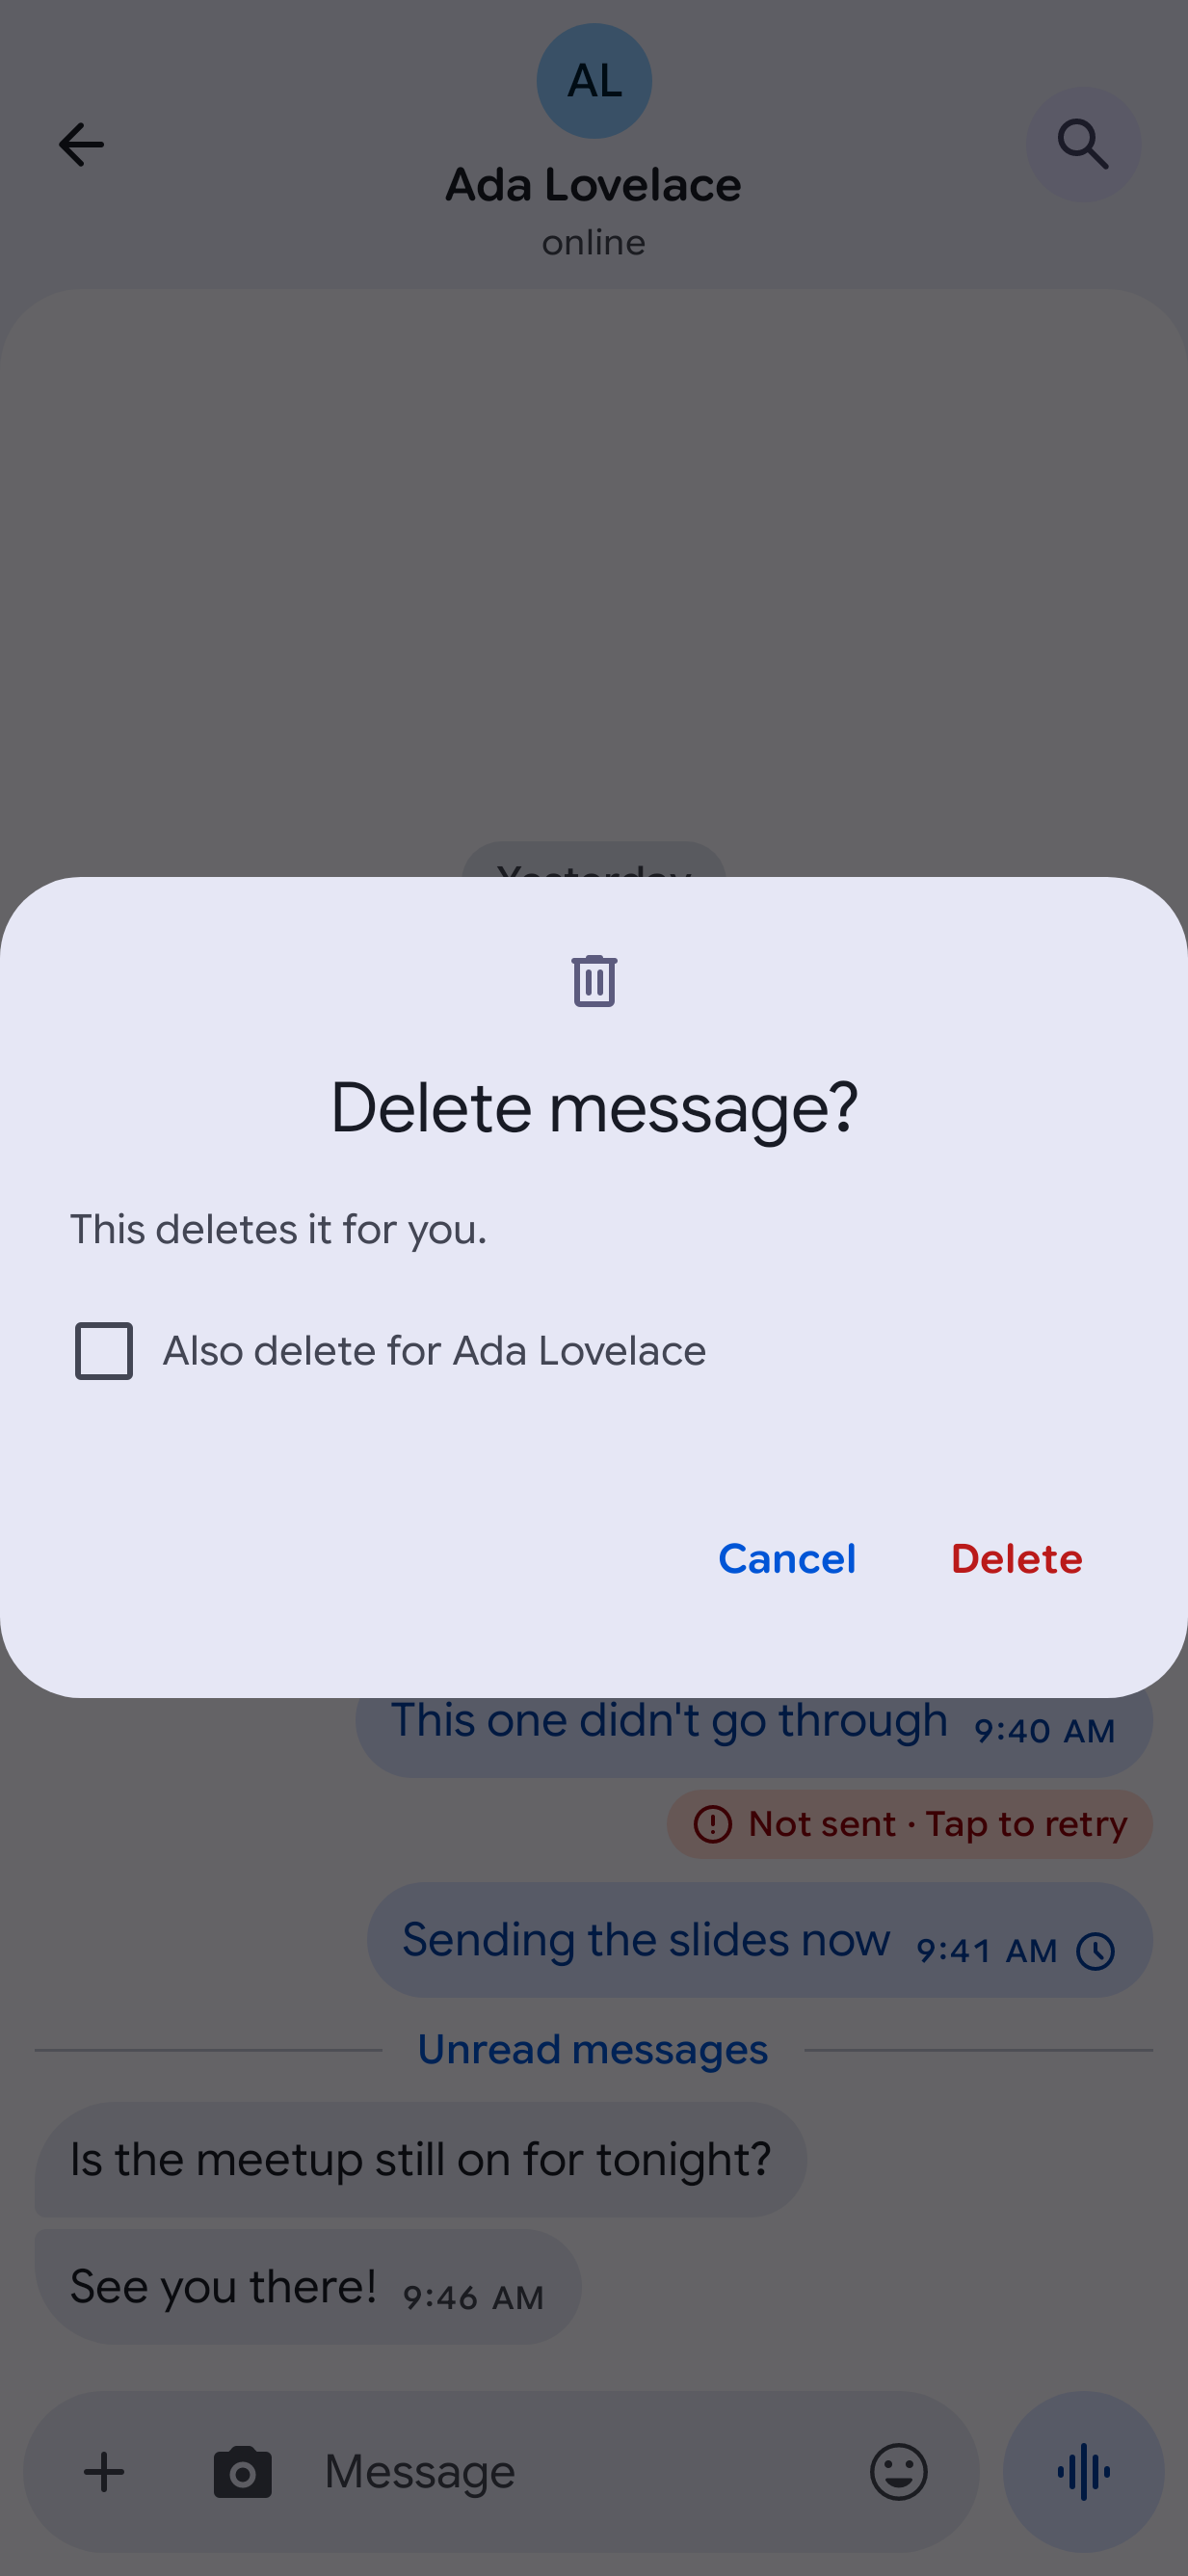 AL
Ada Lovelace
online
Yesterday
Delete message?
This deletes it for you.
Also delete for Ada Lovelace
Cancel Delete
This one didn't go through 9:40 AM
Not sent · Tap to retry
Sending the slides now 9:41 AM
Unread messages
Is the meetup still on for tonight?
See you there! 9:46 AM
Message